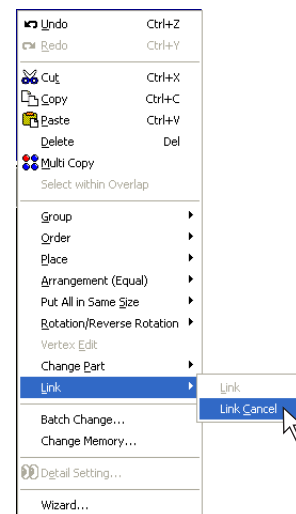 Undo Ctrl+Z
Redo Ctrl+Y
Cut Ctrl+X
Copy Ctrl+C
Paste Ctrl+V
Delete Del
Multi Copy
Select within Overlap
Group
Order
Place
Arrangement (Equal)
Put All in Same Size
Rotation/Reverse Rotation
Vertex Edit
Change Part
Link
Link
Link Cancel
Batch Change...
Change Memory...
Detail Setting...
Wizard...